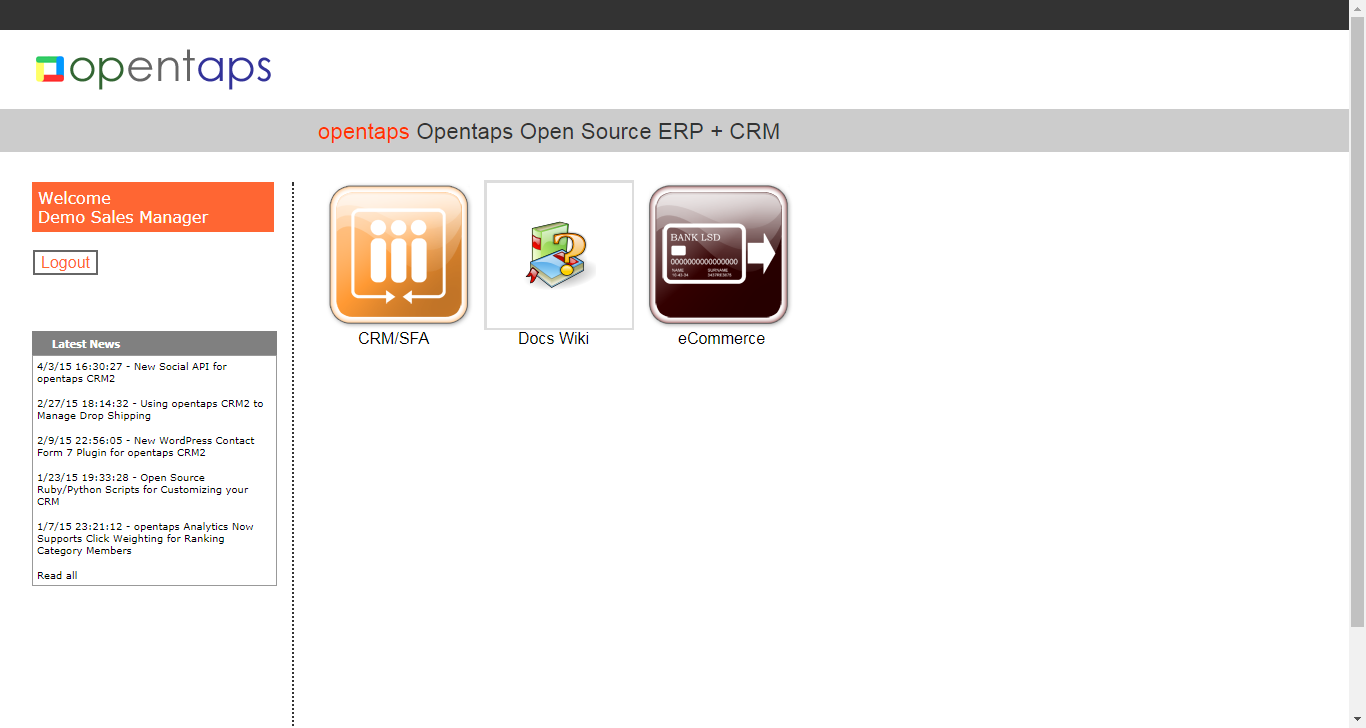 opentaps
opentaps Opentaps Open Source ERP + CRM
Welcome
Demo Sales Manager
Logout
Latest News
4/3/15 16:30:27 - New Social API for
opentaps CRM2
2/27/15 18:14:32 - Using opentaps CRM2 to
Manage Drop Shipping
2/9/15 22:56:05 - New WordPress Contact
Form 7 Plugin for opentaps CRM2
1/23/15 19:33:28 - Open Source
Ruby/Python Scripts for Customizing your
CRM
1/7/15 23:21:12 - opentaps Analytics Now
Supports Click Weighting for Ranking
Category Members
Read all
CRM/SFA
Docs Wiki
BANK LSD
0000000000000000
NAME SURNAME
eCommerce